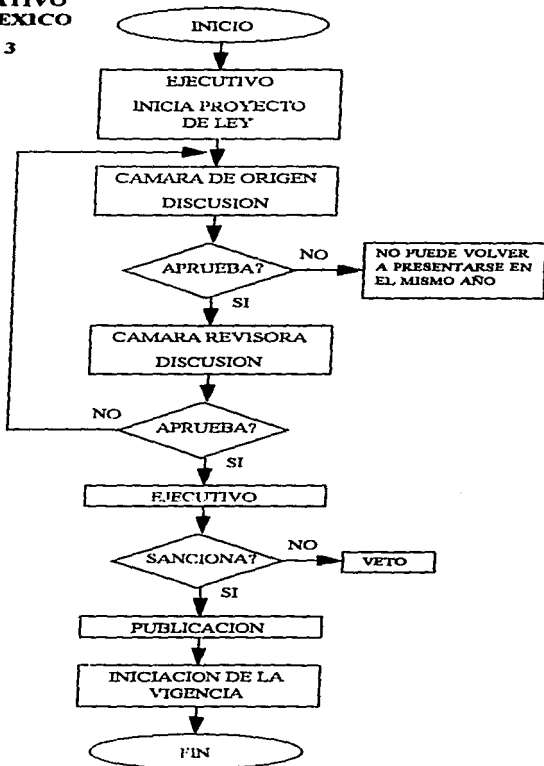 EXICO
3
INICIO
EJECUTIVO
INICIA PROYECTO
DE LEY
CAMARA DE ORIGEN
DISCUSION
APRUEBA?
NO
NO PUEDE VOLVER
A PRESENTARSE EN
EL MISMO AÑO
SI
CAMARA REVISORA
DISCUSION
NO
APRUEBA?
SI
EJECUTIVO
SANCIONA?
NO
VETO
SI
PUBLICACION
INICIACION DE LA
VIGENCIA
FIN